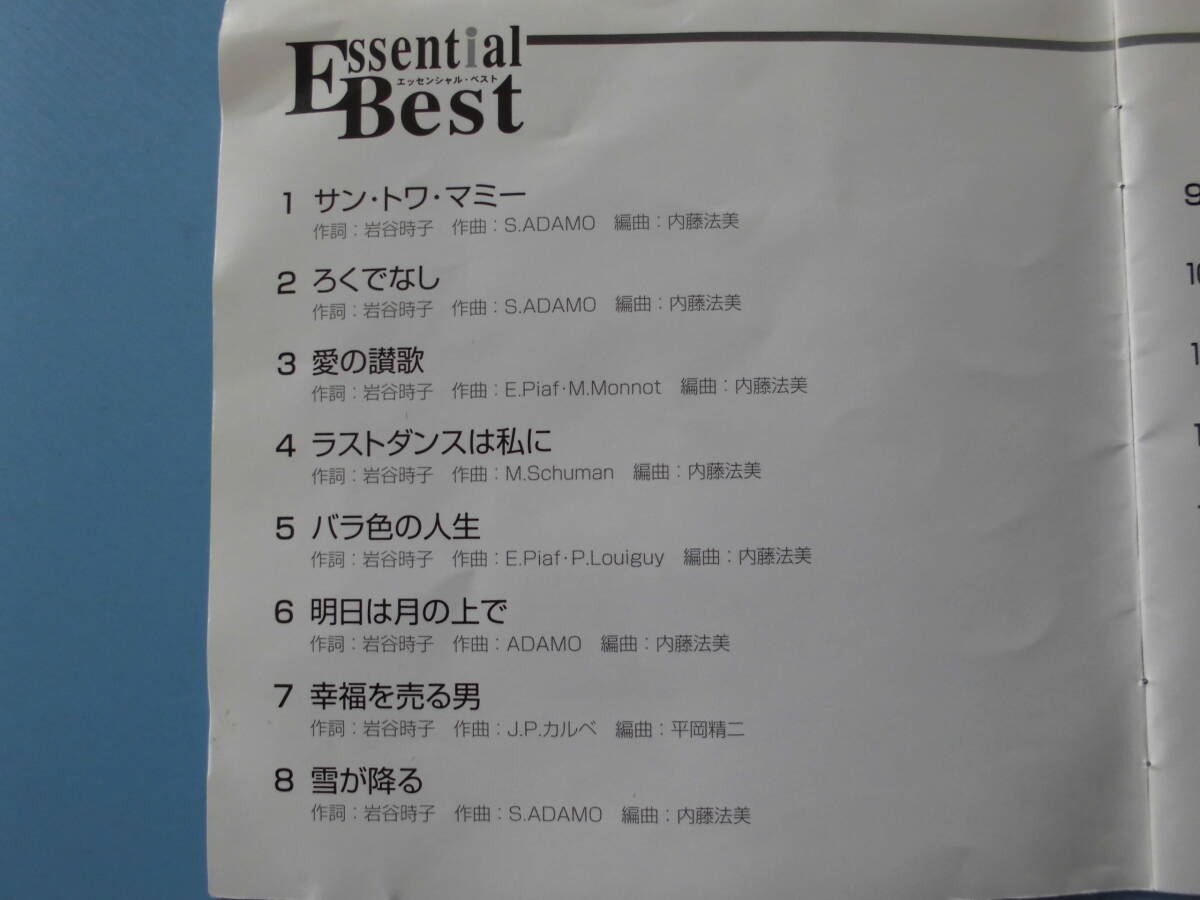 Essential
エッセンシャル・ベスト
Best
1 サン・トワ・マミー
作詞：岩谷時子 作曲：S.ADAMO 編曲：内藤法美
2 ろくでなし
作詞：岩谷時子 作曲：S.ADAMO 編曲：内藤法美
3 愛の讃歌
作詞：岩谷時子 作曲：E.Piaf･M.Monnot 編曲：内藤法美
4 ラストダンスは私に
作詞：岩谷時子 作曲：M.Schuman 編曲：内藤法美
5 バラ色の人生
作詞：岩谷時子 作曲：E.Piaf･P.Louiguy 編曲：内藤法美
6 明日は月の上で
作詞：岩谷時子 作曲：ADAMO 編曲：内藤法美
7 幸福を売る男
作詞：岩谷時子 作曲：J.P.カルベ 編曲：平岡精二
8 雪が降る
作詞：岩谷時子 作曲：S.ADAMO 編曲：内藤法美
9
10